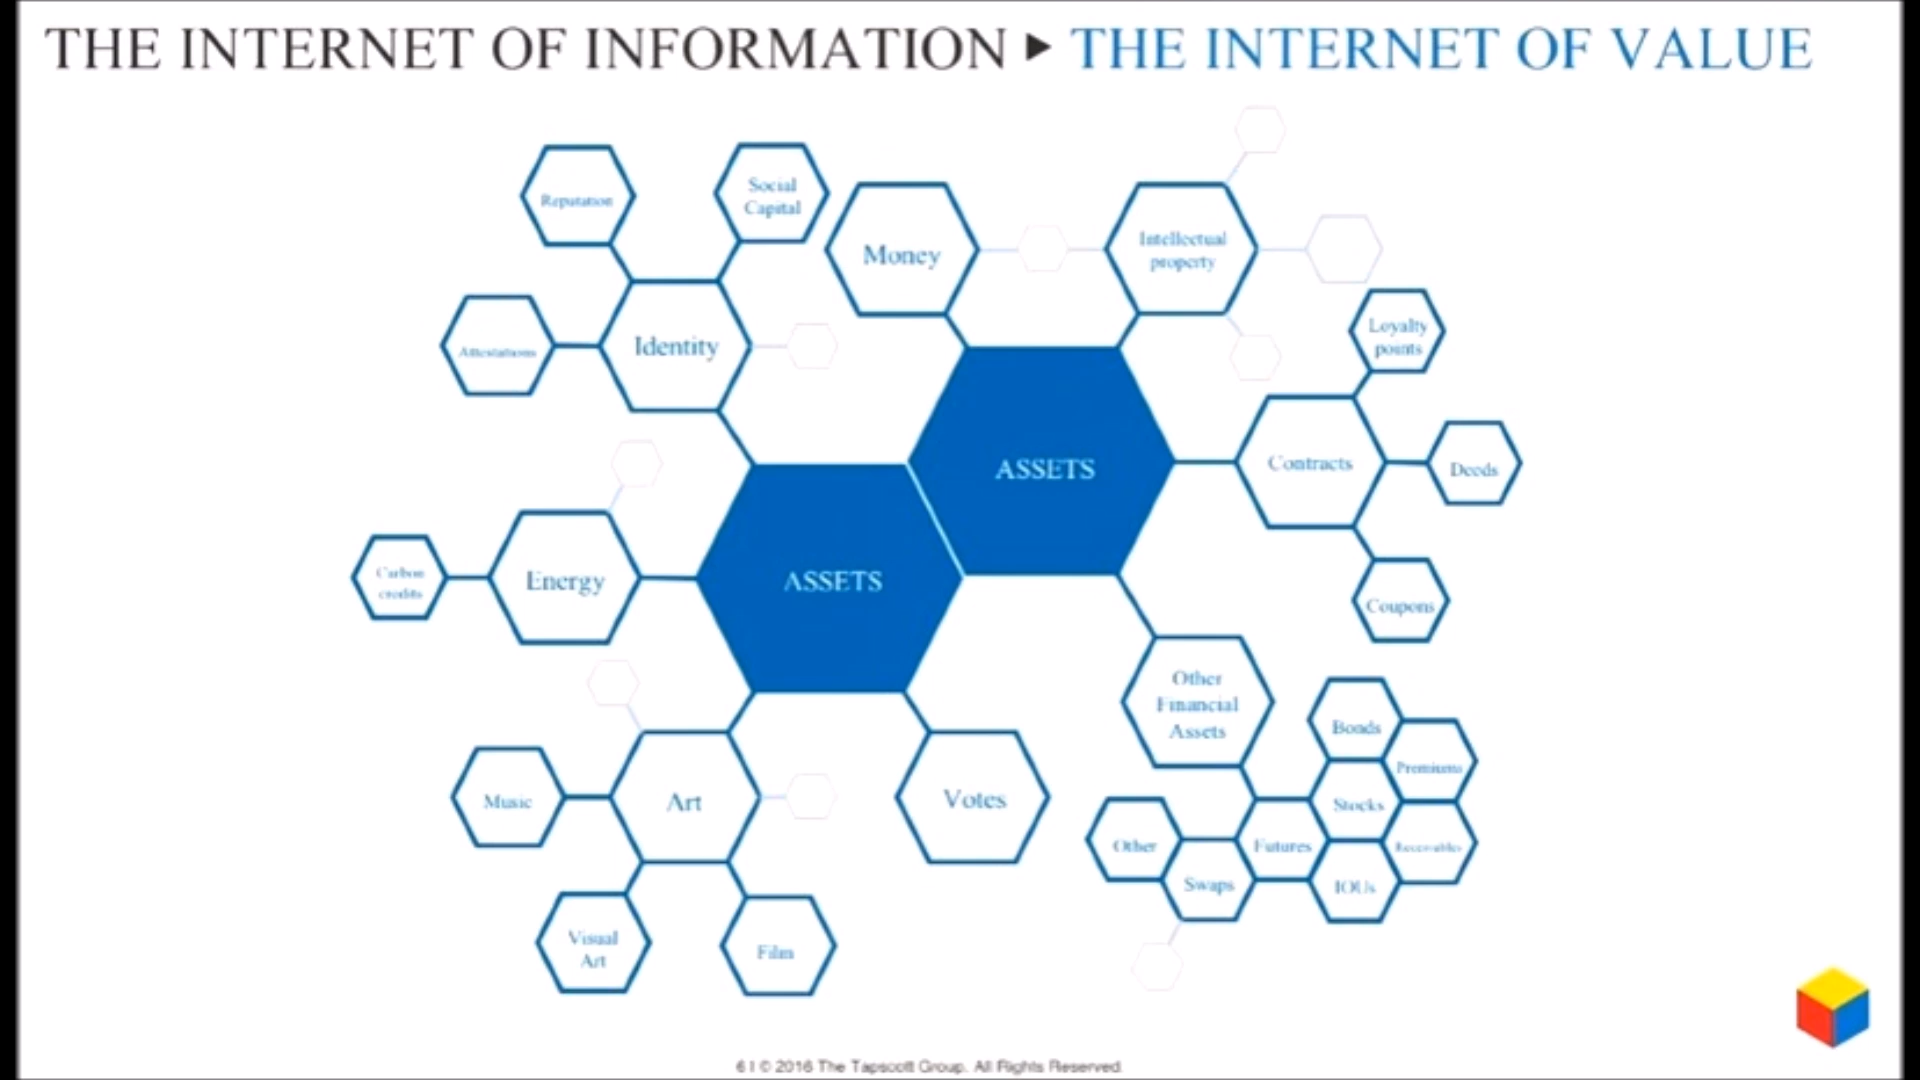 THE INTERNET OF INFORMATION ▸ THE INTERNET OF VALUE
Reputation
Social
Capital
Money
Intellectual
property
Attestations
Identity
Loyalty
points
ASSETS
Contracts
Deeds
Carbon
credits
Energy
ASSETS
Coupons
Other
Financial
Assets
Bonds
Premiums
Music
Art
Votes
Stocks
Other
Futures
Receivables
Swaps
IOUs
Visual
Art
Film
6 | © 2016 The Tapscott Group. All Rights Reserved.